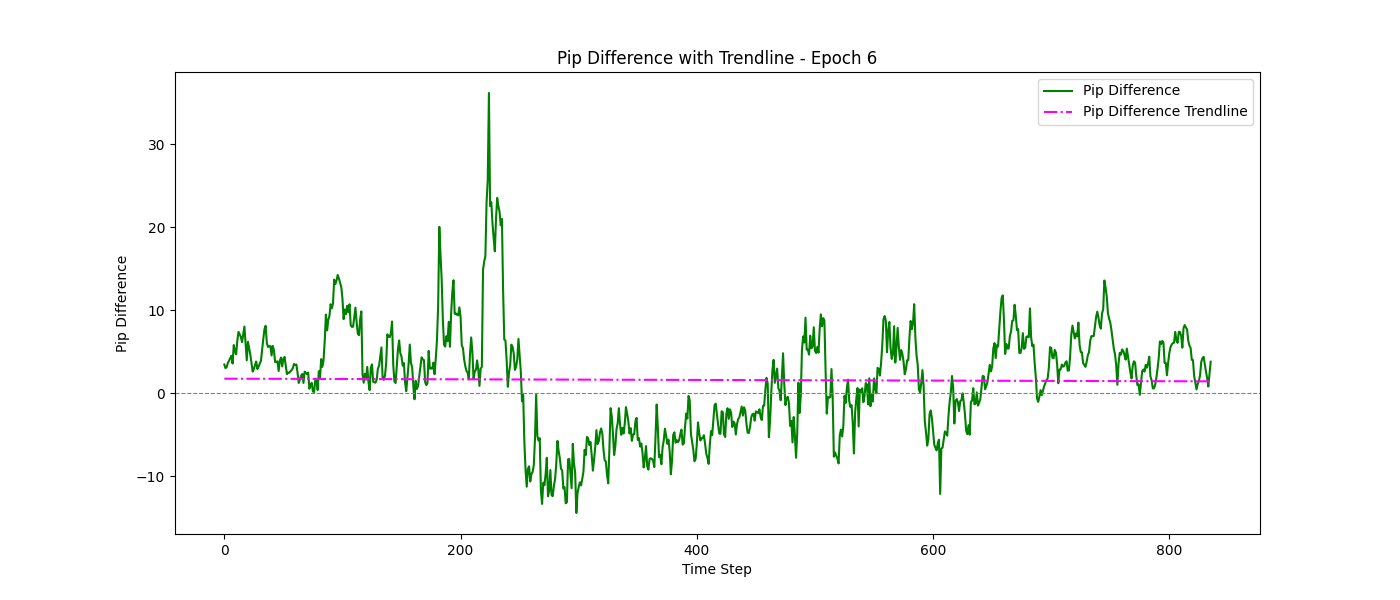 Pip Difference with Trendline - Epoch 6
Pip Difference
Pip Difference Trendline
30
20
10
0
−10
Pip Difference
0 200 400 600 800
Time Step